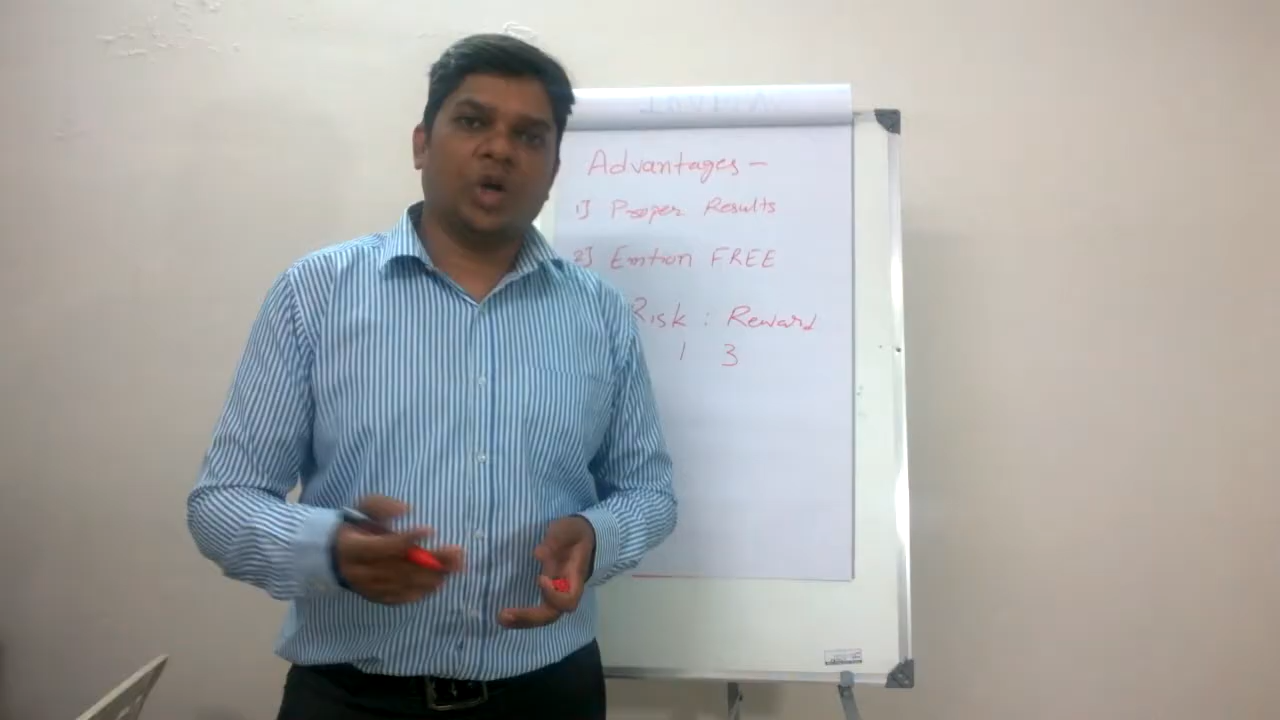 Advantages -
1] Proper Results
2] Emotion FREE
Risk : Reward
1 3